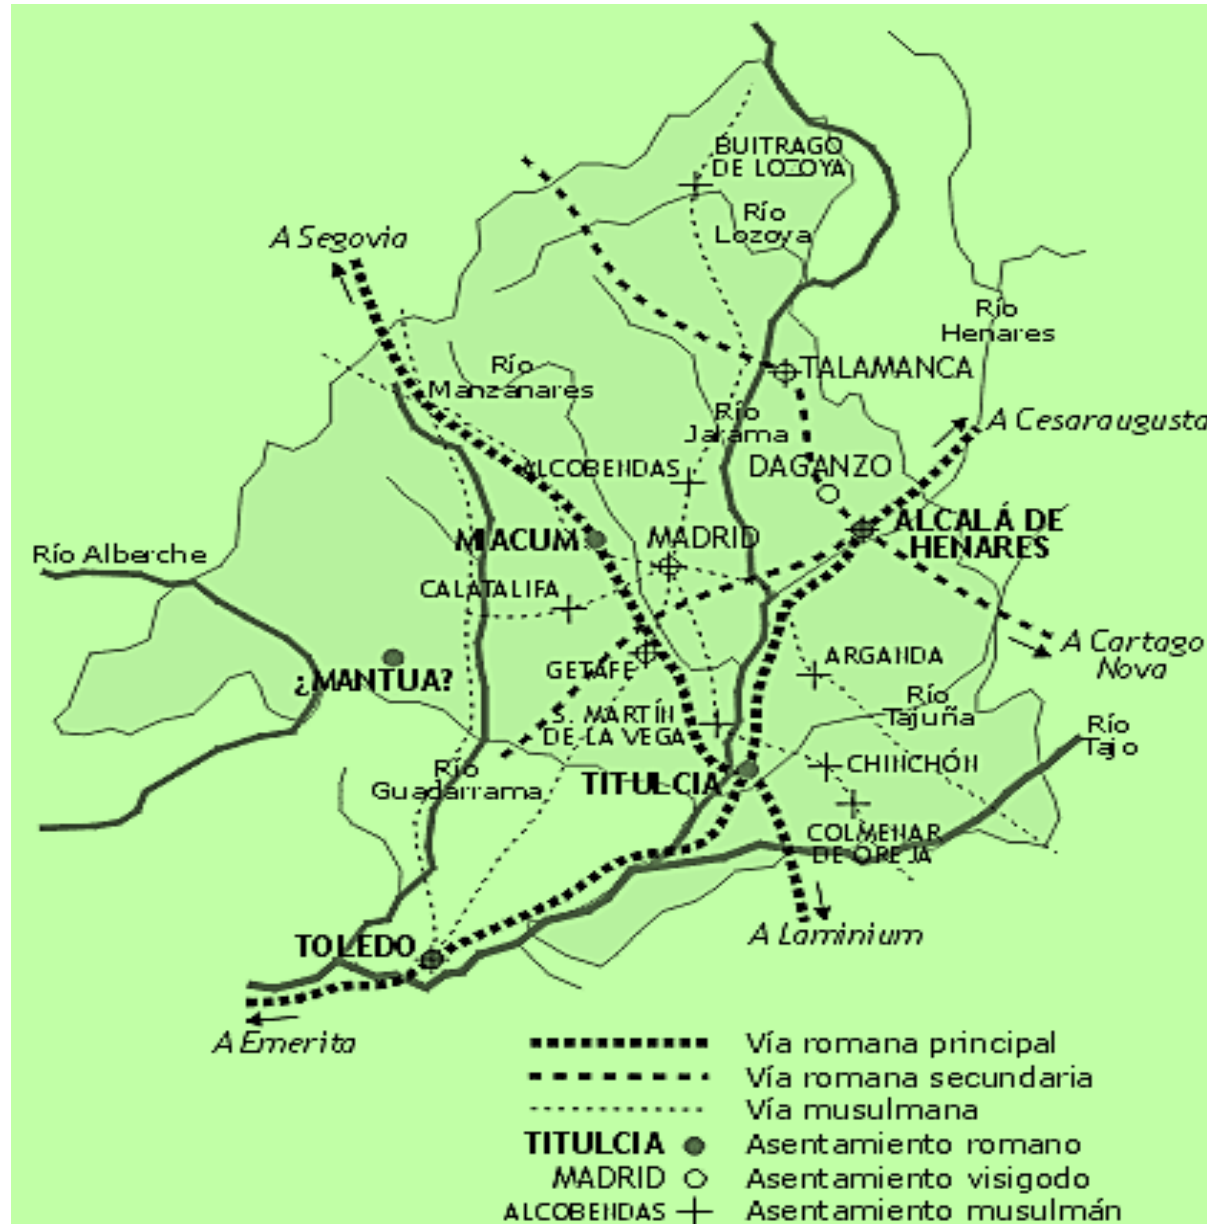 BUITRAGO
DE LOZOYA
Río
Lozoya
A Segovia
Río
Henares
Río
Manzanares
TALAMANCA
Río
Jarama
A Cesaraugusta
ALCOBENDAS
DAGANZO
ALCALÁ DE
HENARES
MIACUM
MADRID
Río Alberche
CALATALIFA
A Cartago
Nova
¿MANTUA?
GETAFE
ARGANDA
S. MARTÍN
DE LA VEGA
Río
Tajuña
Río
Tajo
Río
Guadarrama
TITULCIA
CHINCHÓN
COLMENAR
DE OREJA
TOLEDO
A Laminium
A Emerita
Vía romana principal
Vía romana secundaria
Vía musulmana
TITULCIA Asentamiento romano
MADRID Asentamiento visigodo
ALCOBENDAS Asentamiento musulmán